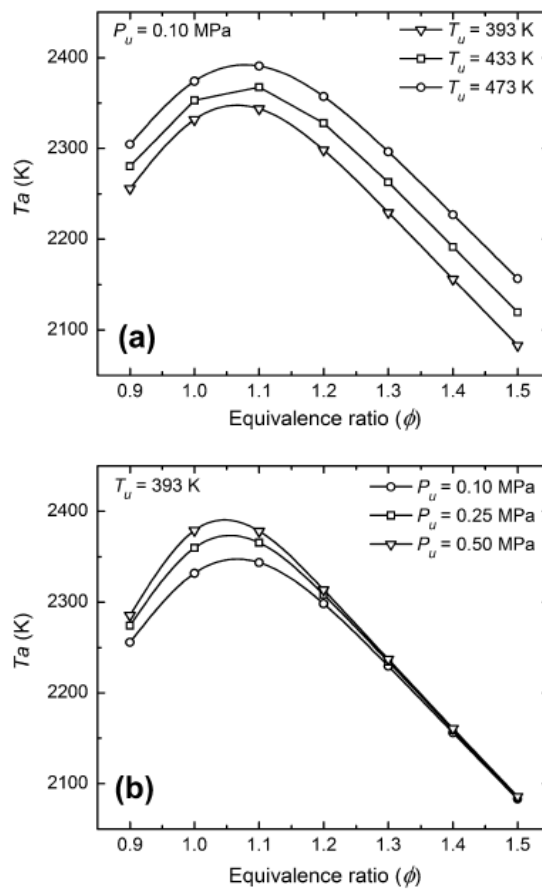 P_u = 0.10 MPa
T_u = 393 K
T_u = 433 K
T_u = 473 K
2400
2300
2200
2100
Ta (K)
(a)
0.9 1.0 1.1 1.2 1.3 1.4 1.5
Equivalence ratio (ϕ)
T_u = 393 K
P_u = 0.10 MPa
P_u = 0.25 MPa
P_u = 0.50 MPa
2400
2300
2200
2100
Ta (K)
(b)
0.9 1.0 1.1 1.2 1.3 1.4 1.5
Equivalence ratio (ϕ)